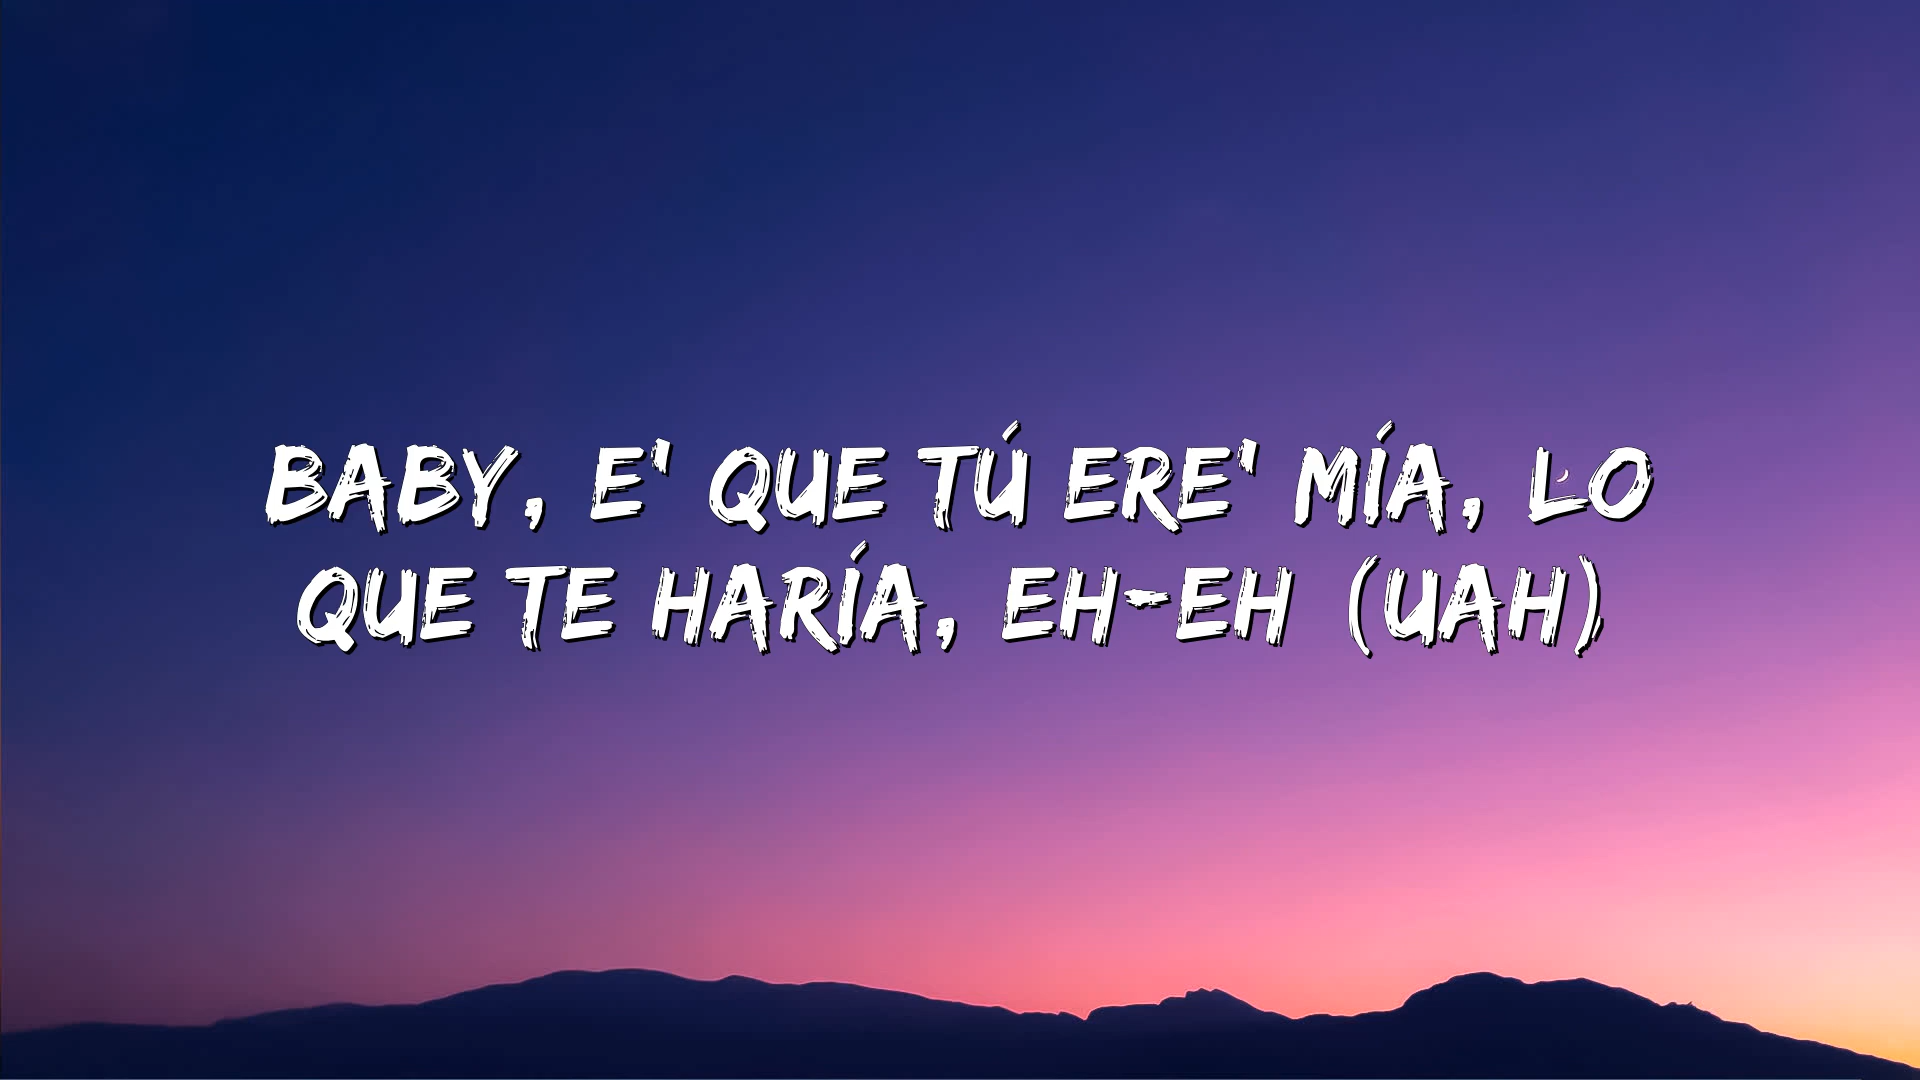 BABY, E' QUE TÚ ERE' MÍA, LO
QUE TE HARÍA, EH-EH (UAH)